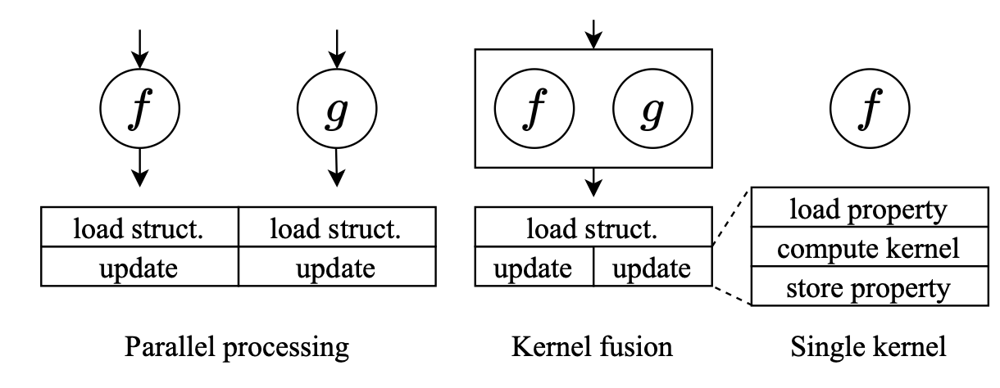 f
g
load struct.
load struct.
update
update
Parallel processing
f
g
load struct.
update
update
Kernel fusion
f
load property
compute kernel
store property
Single kernel